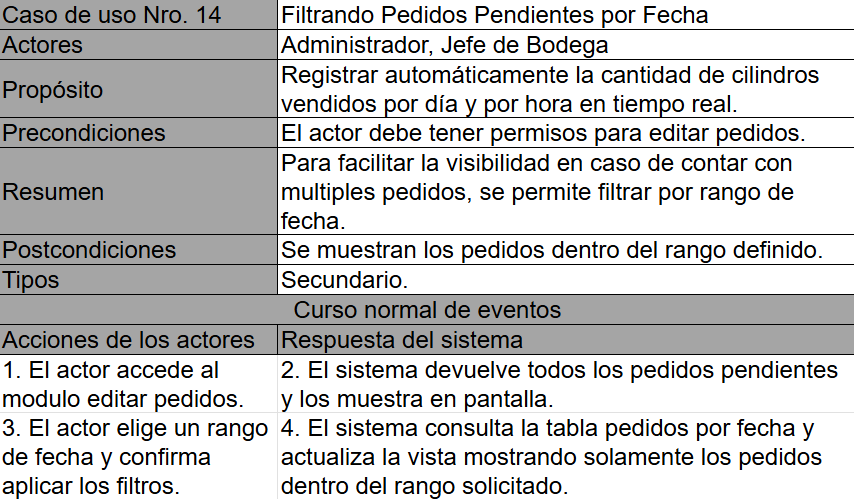 Caso de uso Nro. 14
Filtrando Pedidos Pendientes por Fecha
Actores
Administrador, Jefe de Bodega
Propósito
Registrar automáticamente la cantidad de cilindros
vendidos por día y por hora en tiempo real.
Precondiciones
El actor debe tener permisos para editar pedidos.
Resumen
Para facilitar la visibilidad en caso de contar con
multiples pedidos, se permite filtrar por rango de
fecha.
Postcondiciones
Se muestran los pedidos dentro del rango definido.
Tipos
Secundario.
Curso normal de eventos
Acciones de los actores
Respuesta del sistema
1. El actor accede al
modulo editar pedidos.
2. El sistema devuelve todos los pedidos pendientes
y los muestra en pantalla.
3. El actor elige un rango
de fecha y confirma
aplicar los filtros.
4. El sistema consulta la tabla pedidos por fecha y
actualiza la vista mostrando solamente los pedidos
dentro del rango solicitado.